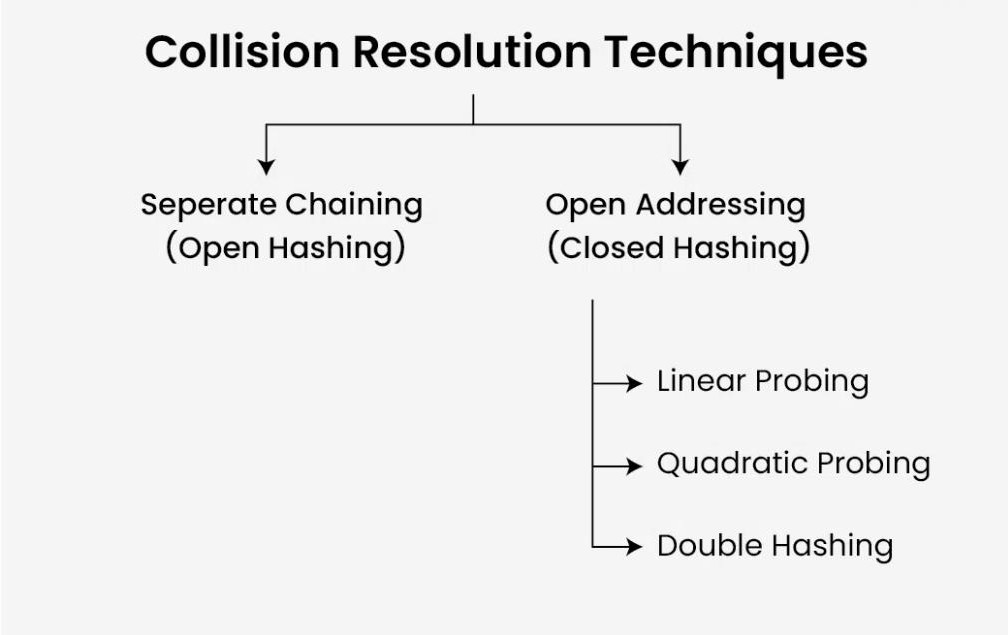 Collision Resolution Techniques
Seperate Chaining
(Open Hashing)
Open Addressing
(Closed Hashing)
Linear Probing
Quadratic Probing
Double Hashing